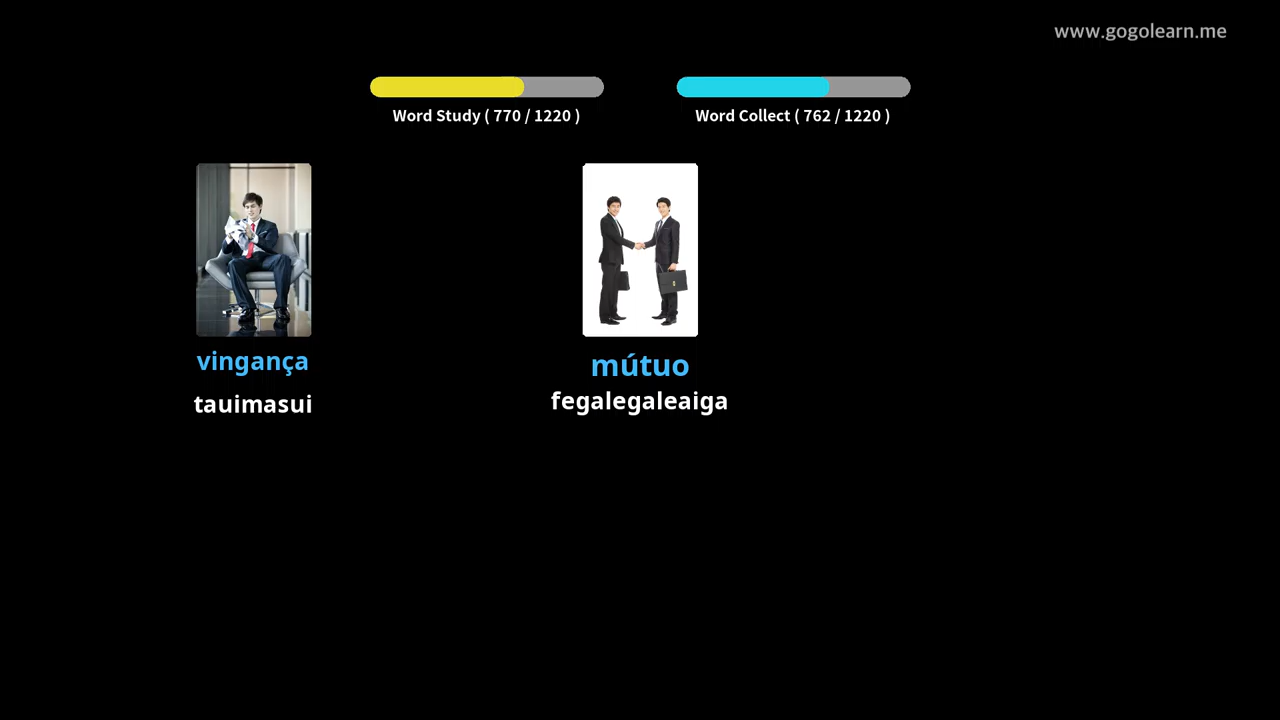 www.gogolearn.me
Word Study ( 770 / 1220 )
Word Collect ( 762 / 1220 )
vingança
tauimasui
mútuo
fegalegaleaiga